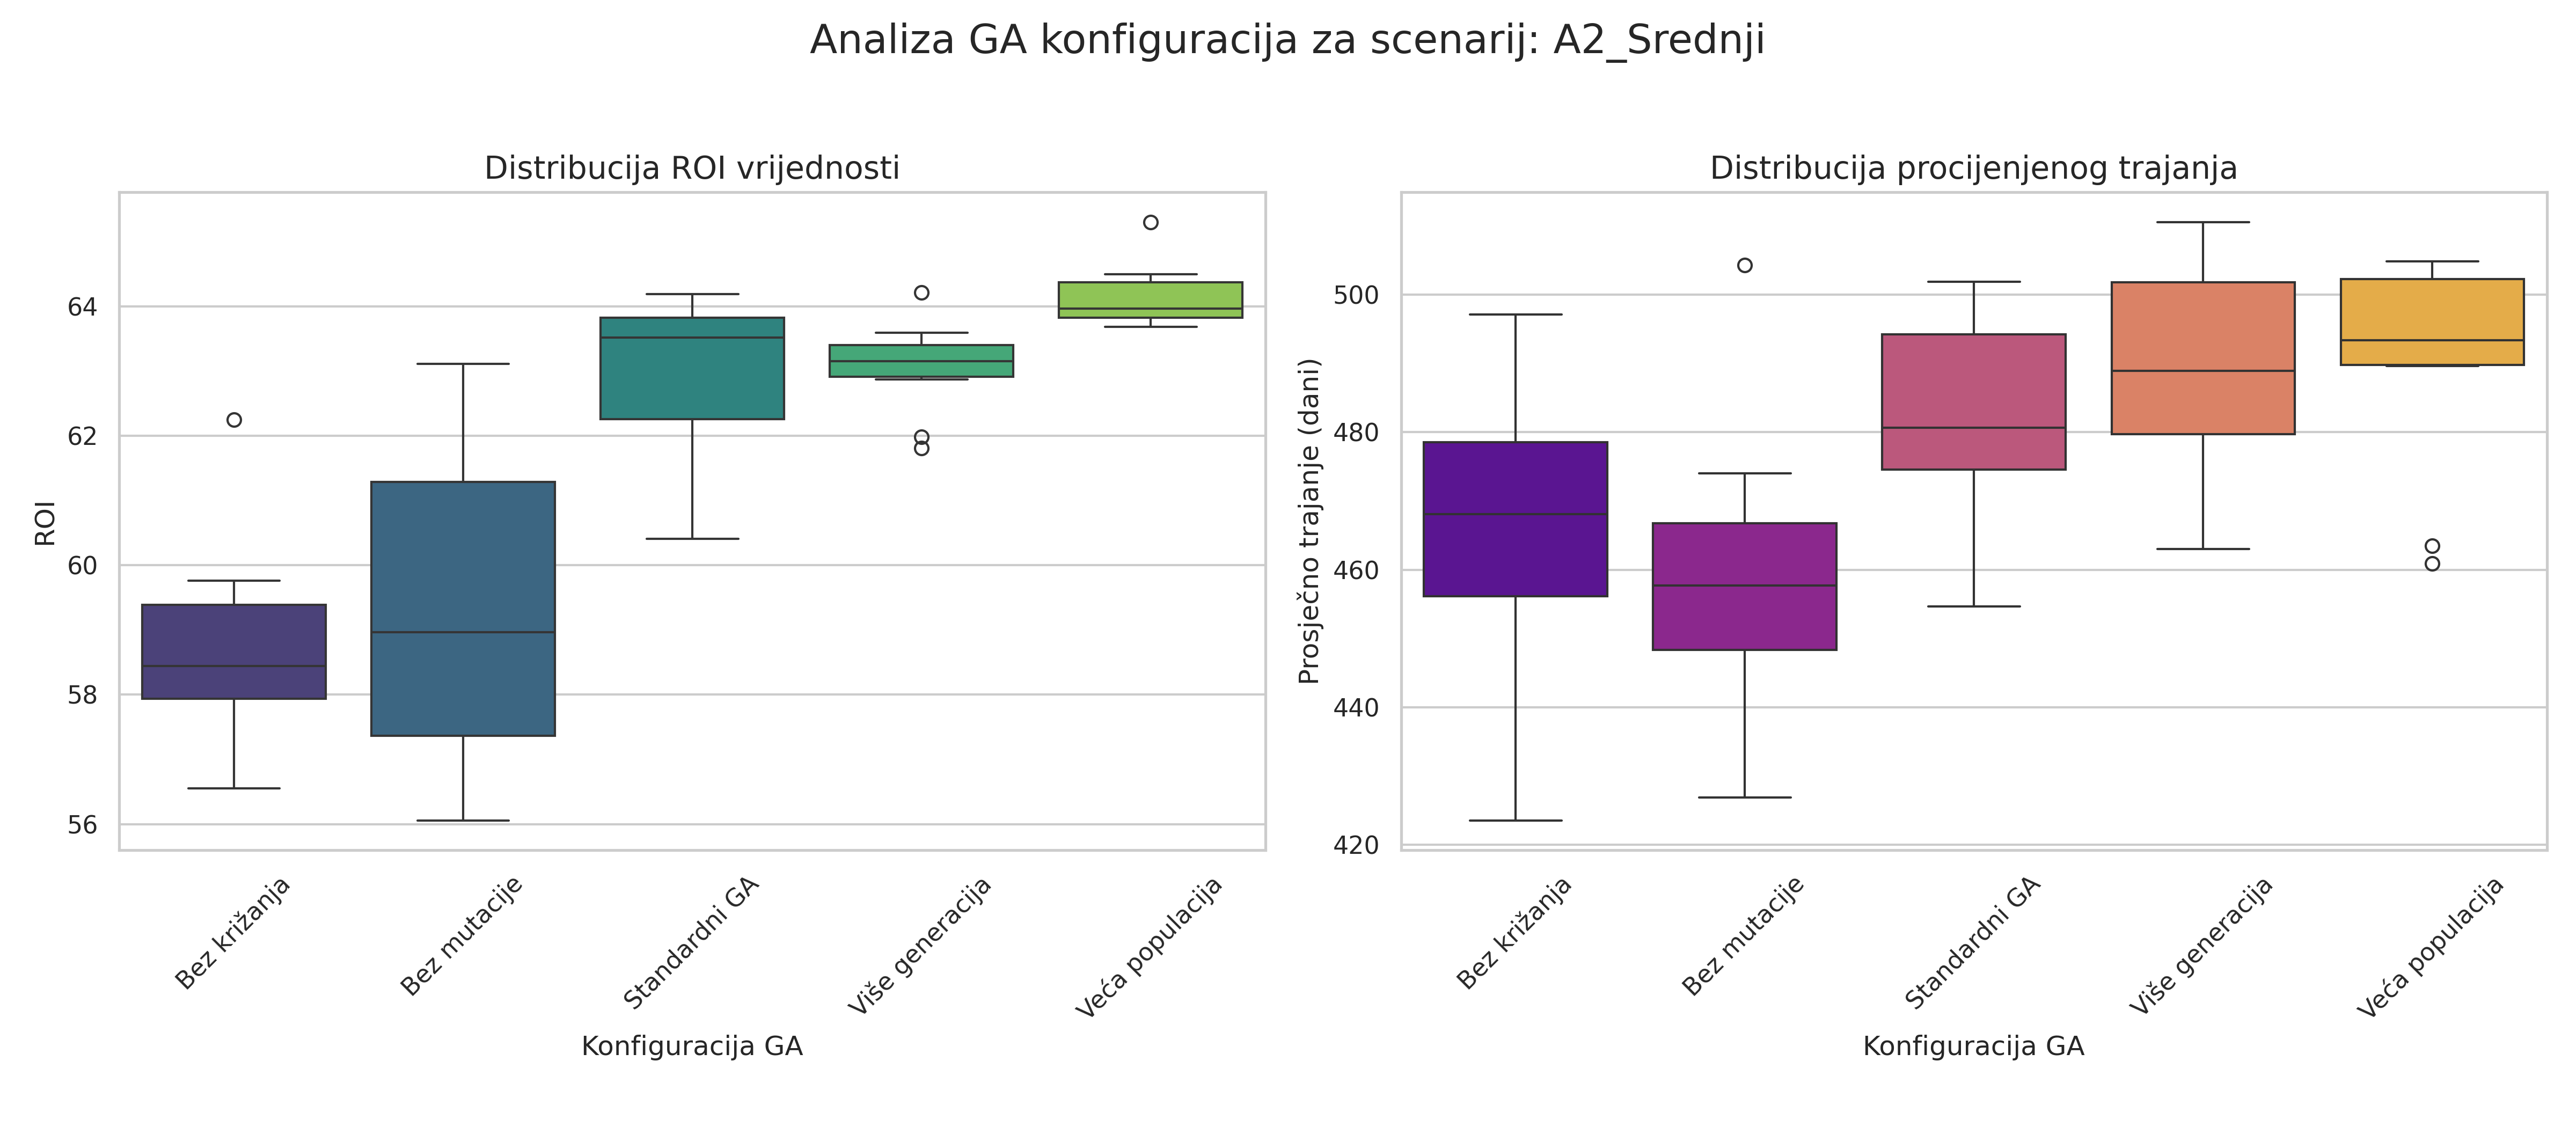 Analiza GA konfiguracija za scenarij: A2_Srednji
Distribucija ROI vrijednosti
ROI
64
62
60
58
56
Bez križanja
Bez mutacije
Standardni GA
Više generacija
Veća populacija
Konfiguracija GA
Distribucija procijenjenog trajanja
Prosječno trajanje (dani)
500
480
460
440
420
Bez križanja
Bez mutacije
Standardni GA
Više generacija
Veća populacija
Konfiguracija GA